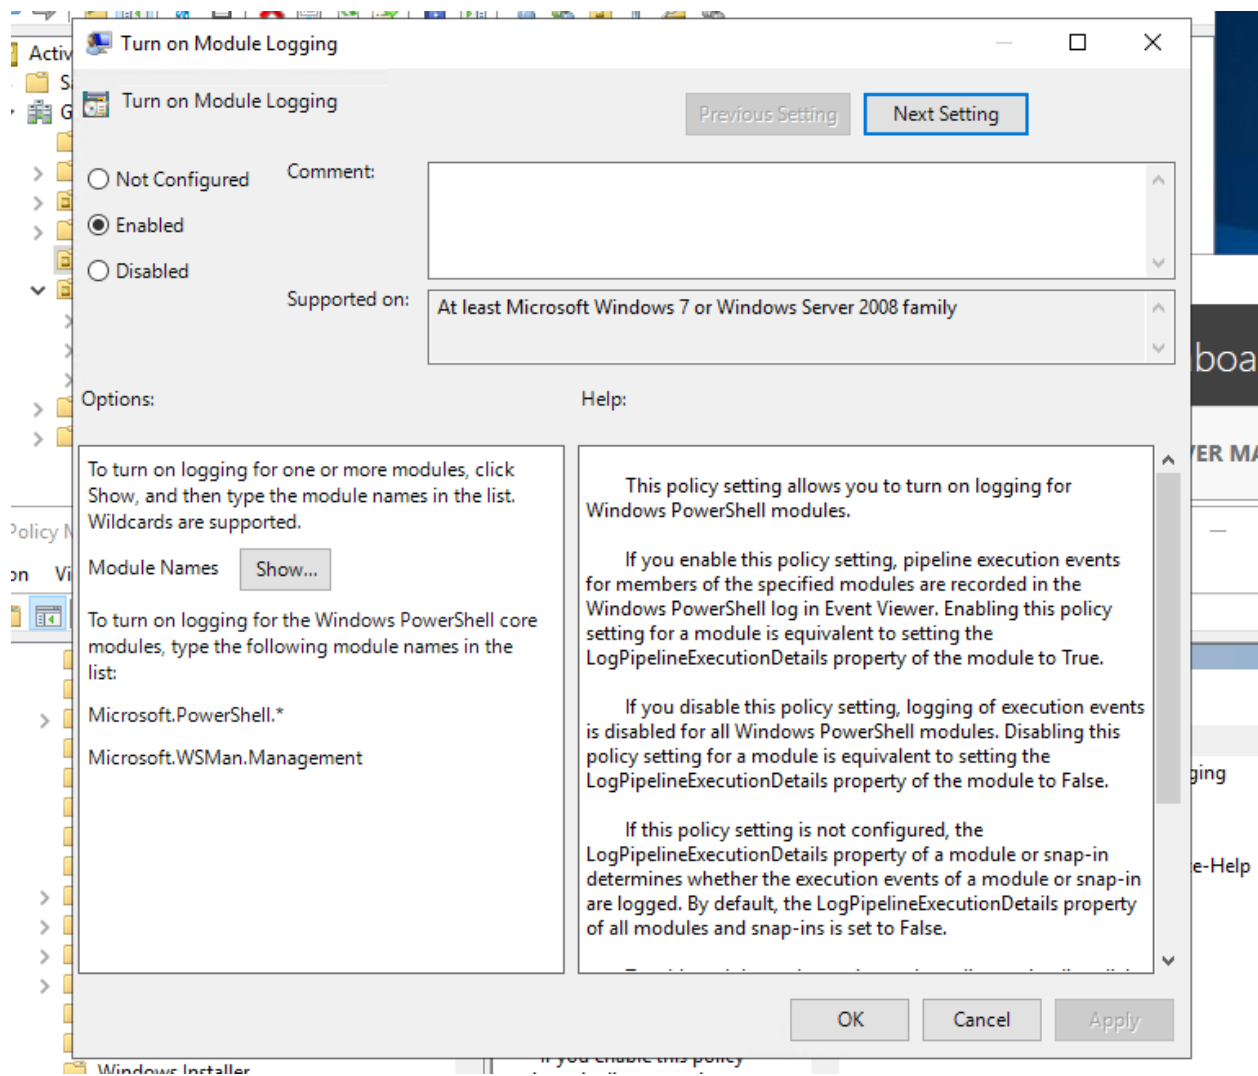 Turn on Module Logging
Activ
Turn on Module Logging
Previous Setting
Next Setting
Not Configured
Comment:
Enabled
Disabled
Supported on:
At least Microsoft Windows 7 or Windows Server 2008 family
boa
Options:
Help:
VER MA
To turn on logging for one or more modules, click
Show, and then type the module names in the list.
Wildcards are supported.
Module Names
Show...
To turn on logging for the Windows PowerShell core
modules, type the following module names in the
list:
Microsoft.PowerShell.*
Microsoft.WSMan.Management
This policy setting allows you to turn on logging for
Windows PowerShell modules.
If you enable this policy setting, pipeline execution events
for members of the specified modules are recorded in the
Windows PowerShell log in Event Viewer. Enabling this policy
setting for a module is equivalent to setting the
LogPipelineExecutionDetails property of the module to True.
If you disable this policy setting, logging of execution events
is disabled for all Windows PowerShell modules. Disabling this
policy setting for a module is equivalent to setting the
LogPipelineExecutionDetails property of the module to False.
If this policy setting is not configured, the
LogPipelineExecutionDetails property of a module or snap-in
determines whether the execution events of a module or snap-in
are logged. By default, the LogPipelineExecutionDetails property
of all modules and snap-ins is set to False.
Policy M
on Vi
ging
te-Help
OK
Cancel
Apply
Windows Installer
If you enable this policy